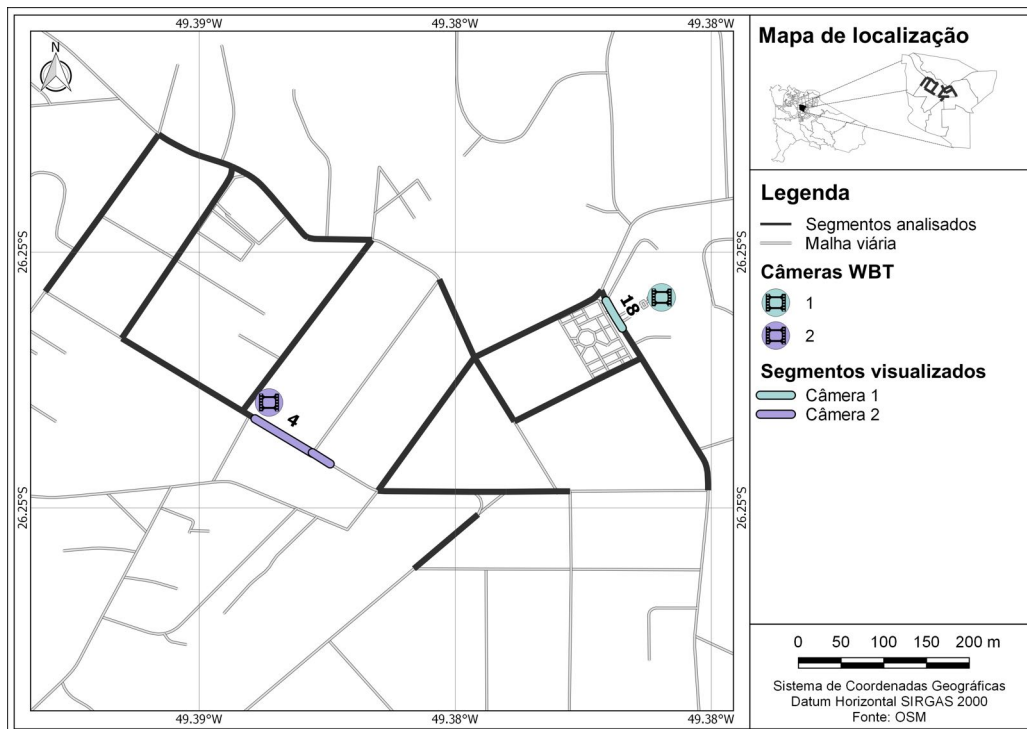 49.39°W 49.38°W 49.38°W
N
26.25°S 26.25°S
18
4
26.25°S 26.25°S
49.39°W 49.38°W 49.38°W
Mapa de localização
Legenda
Segmentos analisados
Malha viária
Câmeras WBT
1
2
Segmentos visualizados
Câmera 1
Câmera 2
0 50 100 150 200 m
Sistema de Coordenadas Geográficas
Datum Horizontal SIRGAS 2000
Fonte: OSM